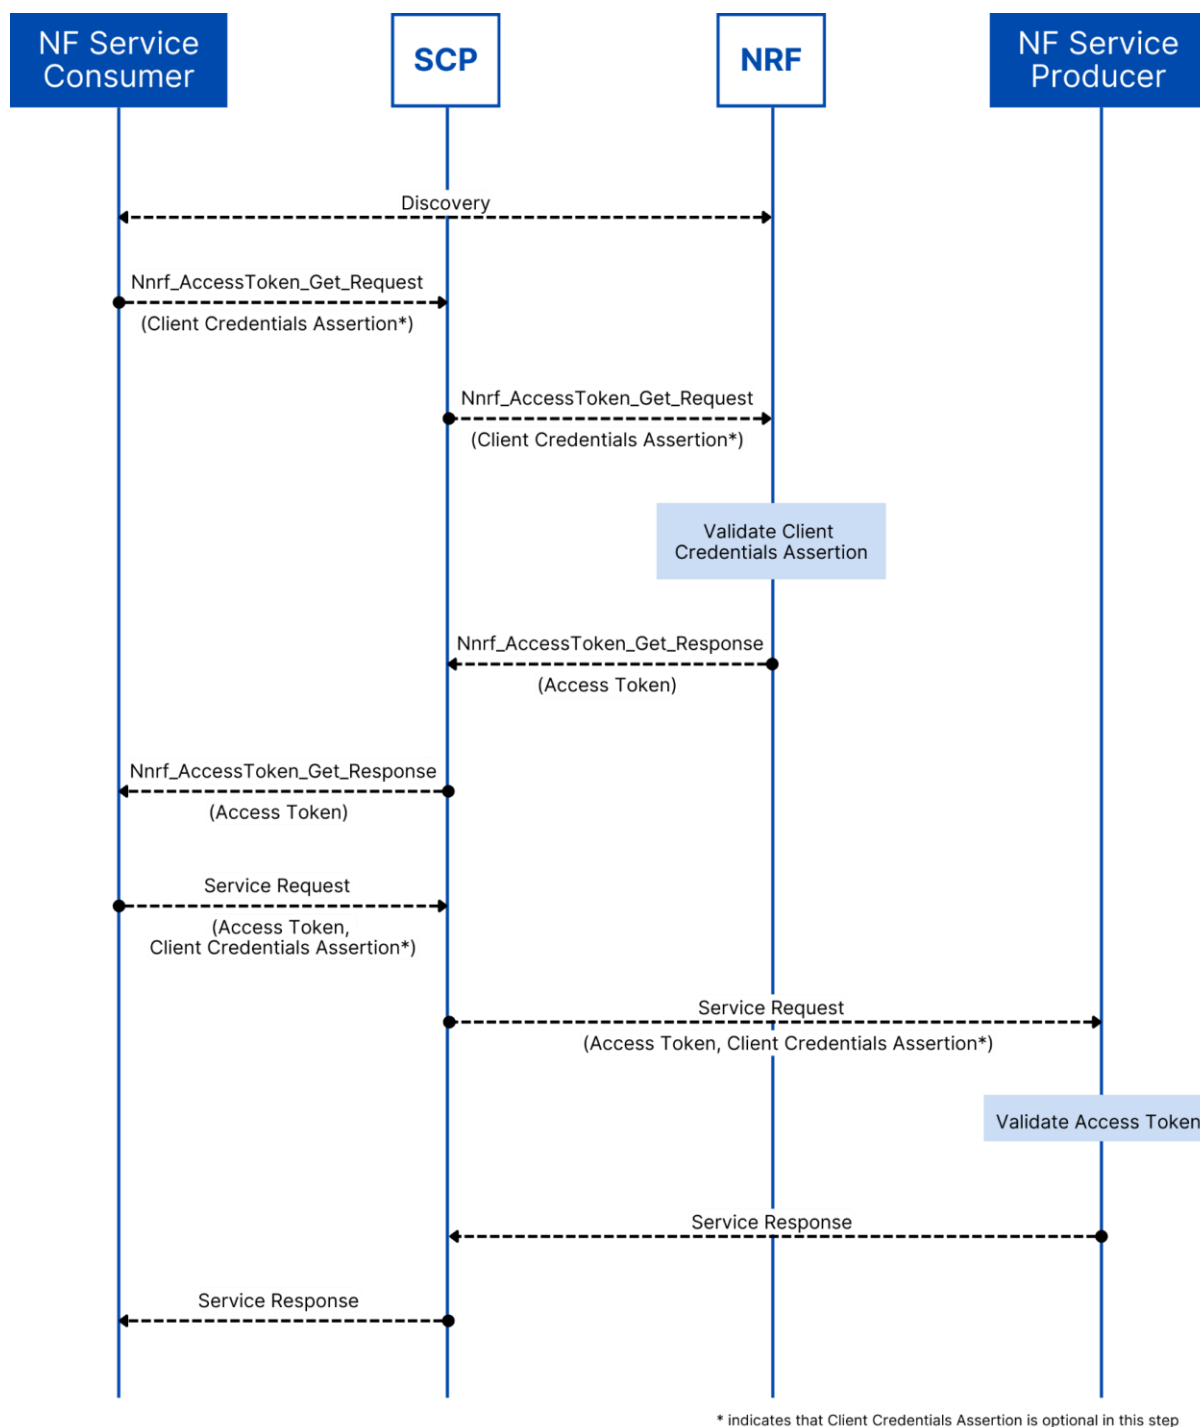 NF Service
Consumer
SCP
NRF
NF Service
Producer
Discovery
Nnrf_AccessToken_Get_Request
(Client Credentials Assertion*)
Nnrf_AccessToken_Get_Request
(Client Credentials Assertion*)
Validate Client
Credentials Assertion
Nnrf_AccessToken_Get_Response
(Access Token)
Nnrf_AccessToken_Get_Response
(Access Token)
Service Request
(Access Token,
Client Credentials Assertion*)
Service Request
(Access Token, Client Credentials Assertion*)
Validate Access Token
Service Response
Service Response
* indicates that Client Credentials Assertion is optional in this step